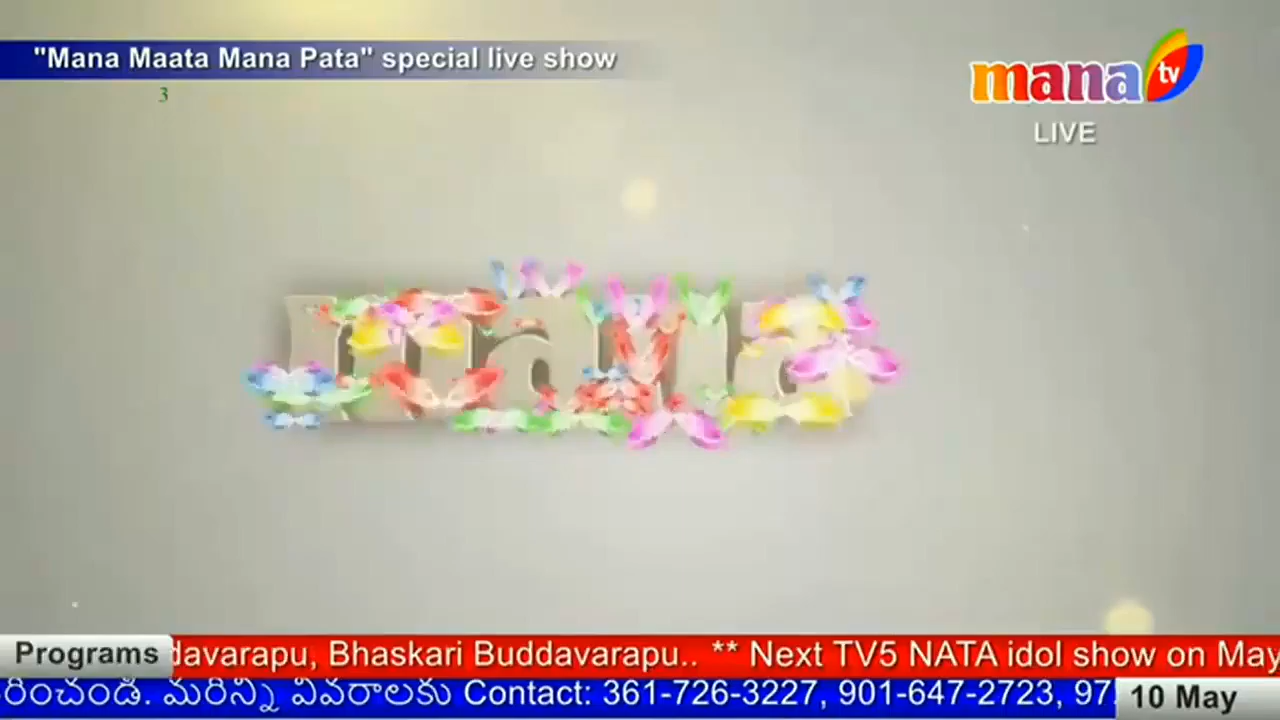 "Mana Maata Mana Pata" special live show
3
mana tv
LIVE
mana
Programs
davarapu, Bhaskari Buddavarapu.. ** Next TV5 NATA idol show on May
రించండి. మరిన్ని వివరాలకు Contact: 361-726-3227, 901-647-2723, 97
10 May